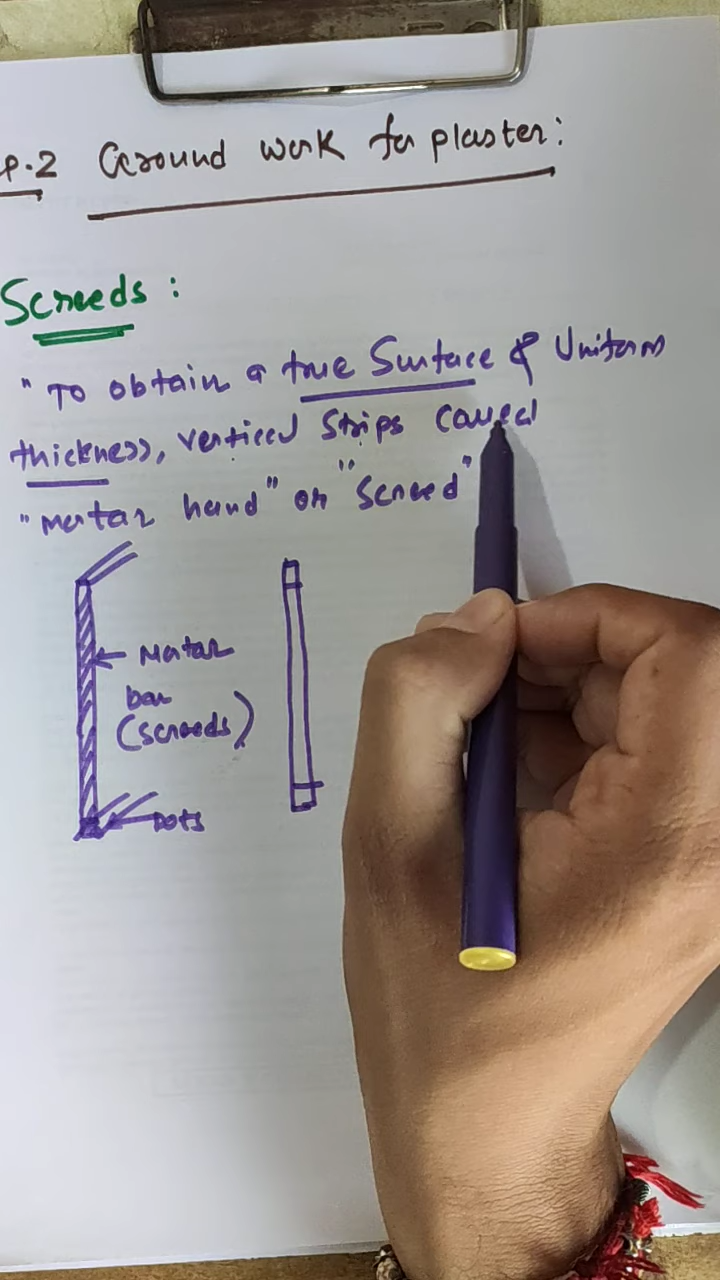 p.2 Ground work for plaster:
Screeds :
"To obtain a true Surface & Uniform
thickness, vertical Strips called
"mortar band" or "screed"
← Mortar
bar
(screeds)
← Dots